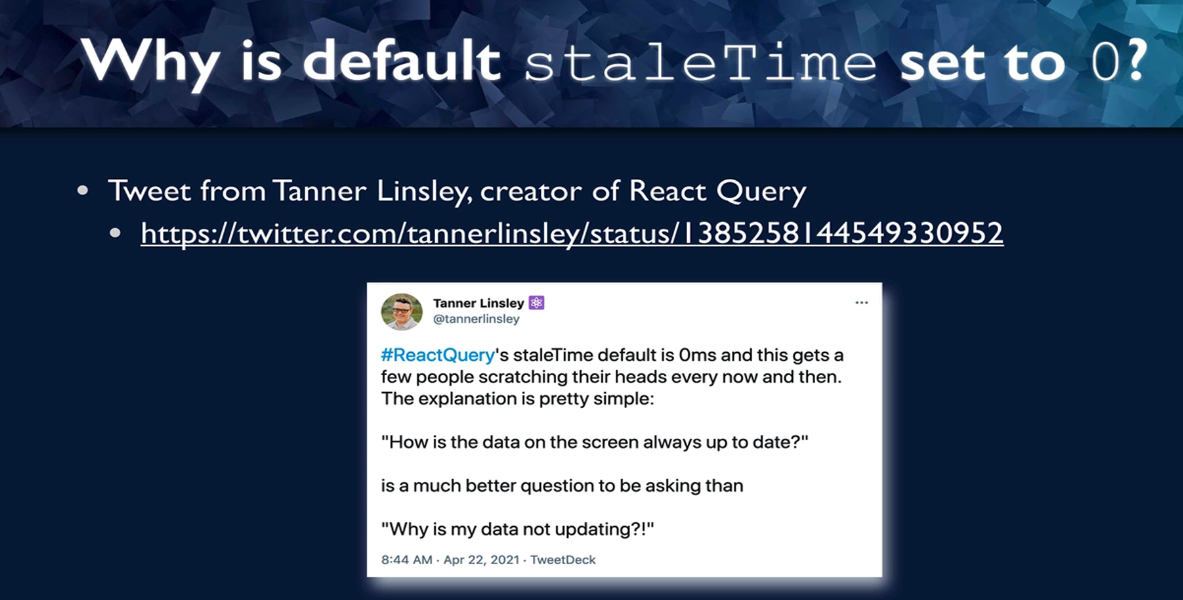 Why is default staleTime set to 0?
Tweet from Tanner Linsley, creator of React Query
https://twitter.com/tannerlinsley/status/1385258144549330952
Tanner Linsley
@tannerlinsley
#ReactQuery's staleTime default is 0ms and this gets a
few people scratching their heads every now and then.
The explanation is pretty simple:
"How is the data on the screen always up to date?"
is a much better question to be asking than
"Why is my data not updating?!"
8:44 AM · Apr 22, 2021 · TweetDeck